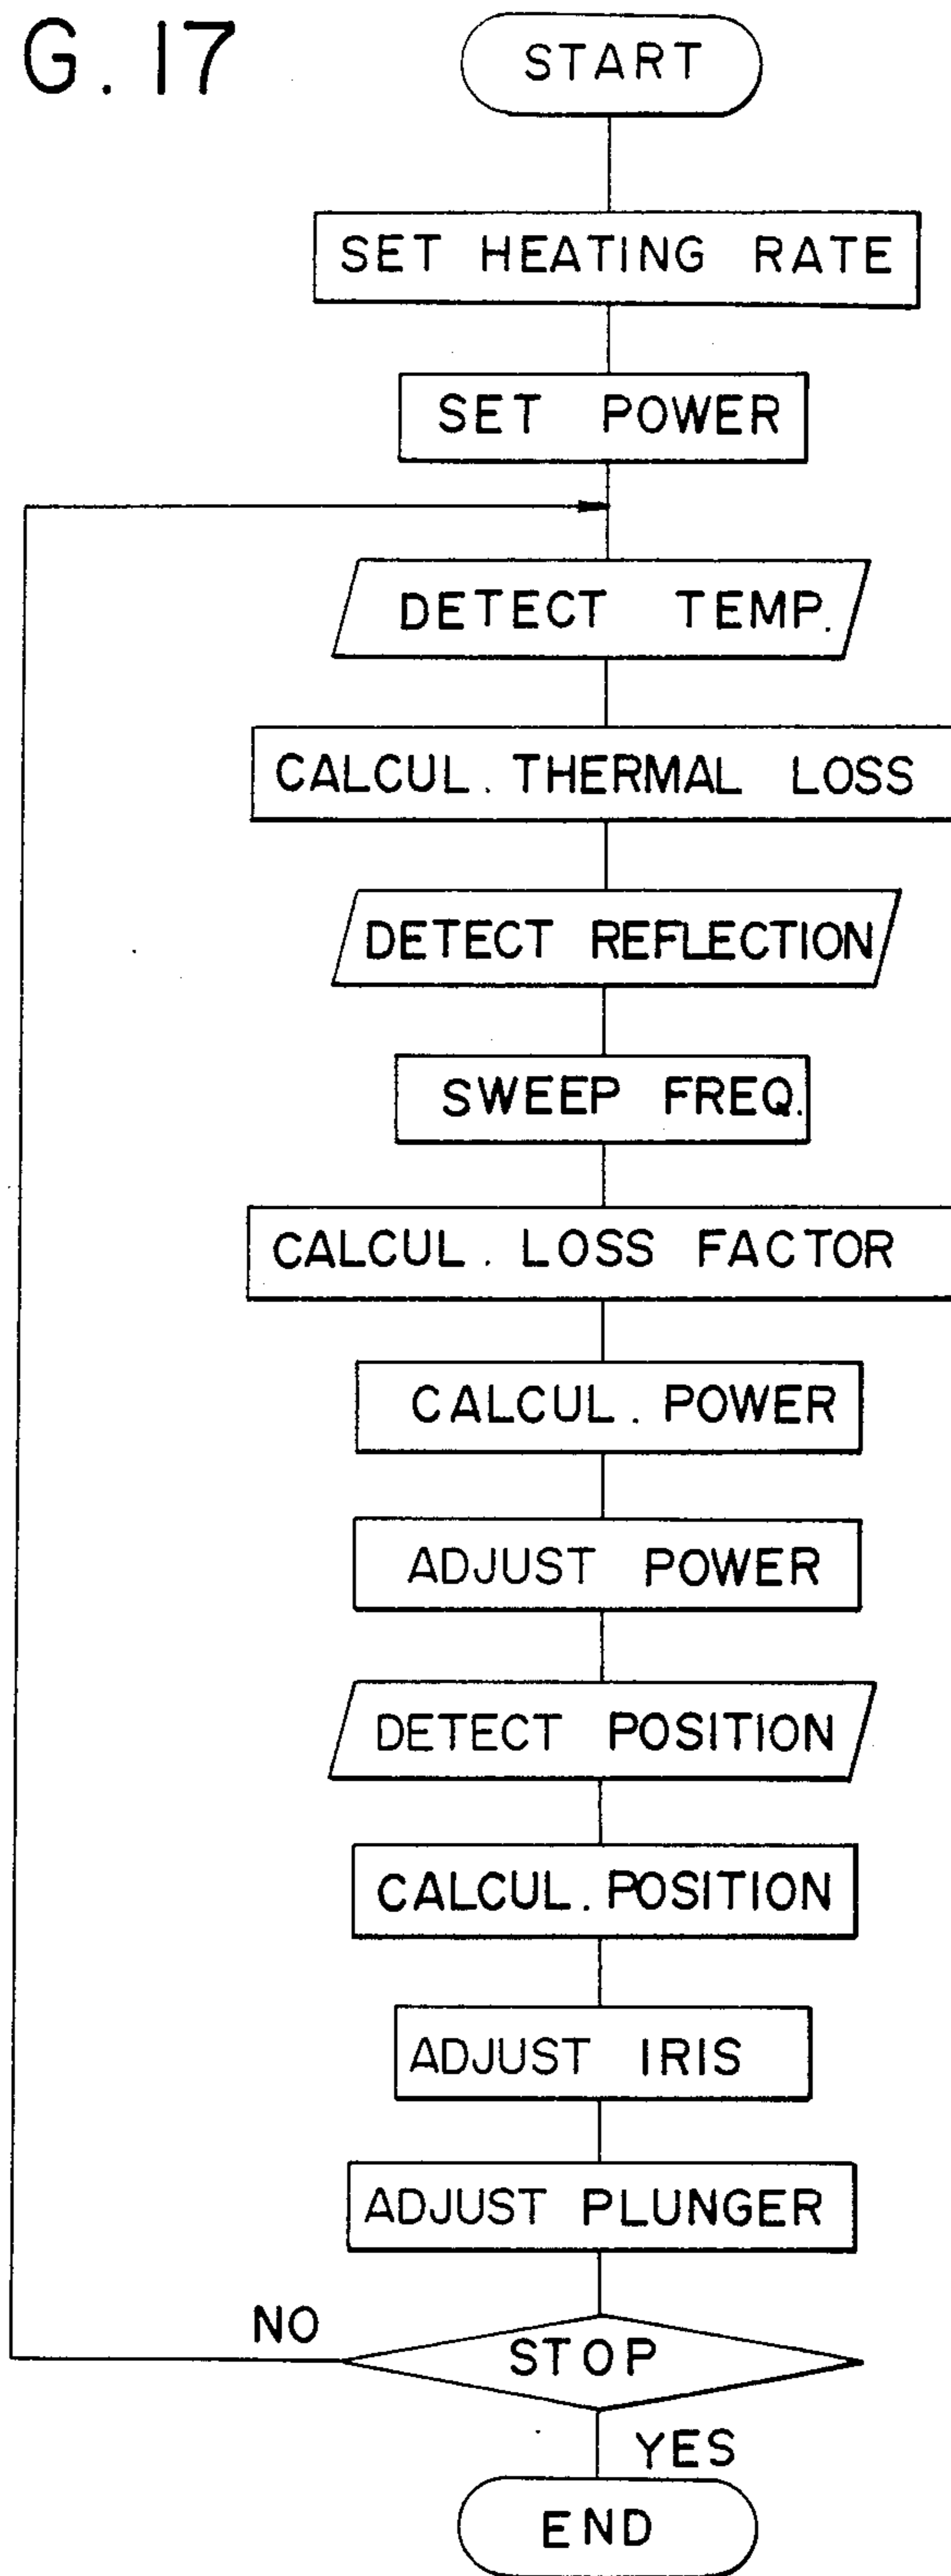 G. 17
START
SET HEATING RATE
SET POWER
DETECT TEMP.
CALCUL. THERMAL LOSS
DETECT REFLECTION
SWEEP FREQ.
CALCUL. LOSS FACTOR
CALCUL. POWER
ADJUST POWER
DETECT POSITION
CALCUL. POSITION
ADJUST IRIS
ADJUST PLUNGER
NO
STOP
YES
END